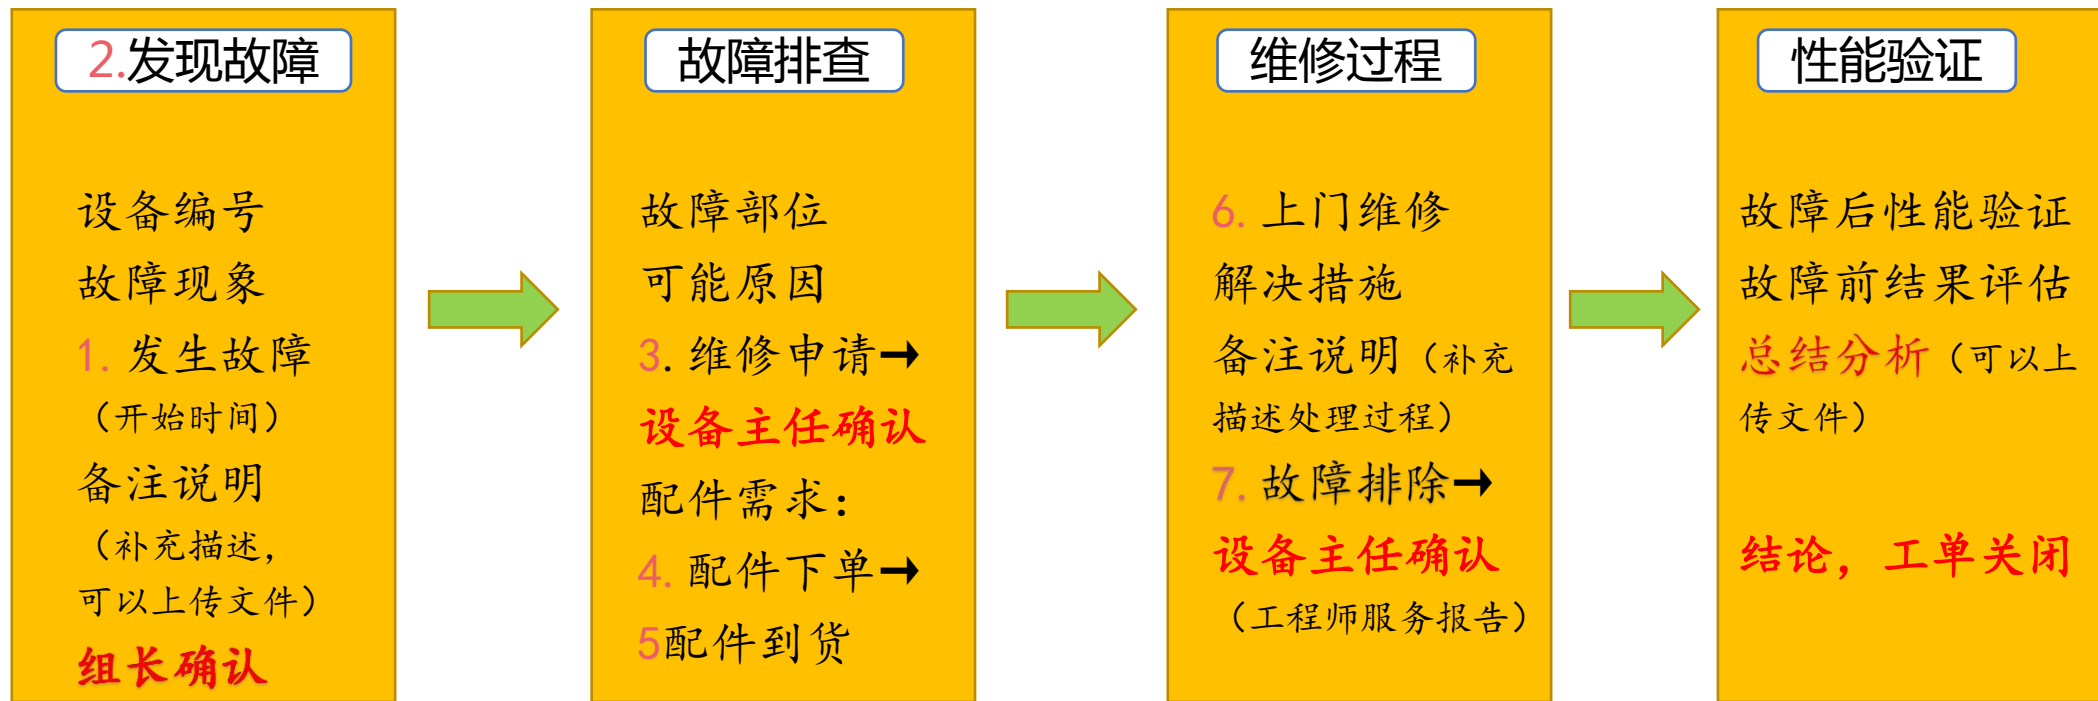 2.发现故障
设备编号
故障现象
1. 发生故障
（开始时间）
备注说明
（补充描述，
可以上传文件）
组长确认
故障排查
故障部位
可能原因
3. 维修申请→
设备主任确认
配件需求：
4. 配件下单→
5配件到货
维修过程
6. 上门维修
解决措施
备注说明（补充
描述处理过程）
7. 故障排除→
设备主任确认
（工程师服务报告）
性能验证
故障后性能验证
故障前结果评估
总结分析（可以上
传文件）
结论，工单关闭